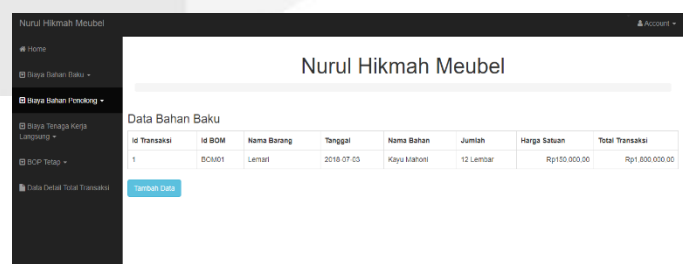 Nurul Hikmah Meubel
Account
Home
Biaya Bahan Baku
Biaya Bahan Penolong
Biaya Tenaga Kerja
Langsung
BOP Tetap
Data Detail Total Transaksi
Nurul Hikmah Meubel
Data Bahan Baku
Id Transaksi Id BOM Nama Barang Tanggal Nama Bahan Jumlah Harga Satuan Total Transaksi
1 BOM01 Lemari 2018-07-03 Kayu Mahoni 12 Lembar Rp150.000,00 Rp1.800.000,00
Tambah Data